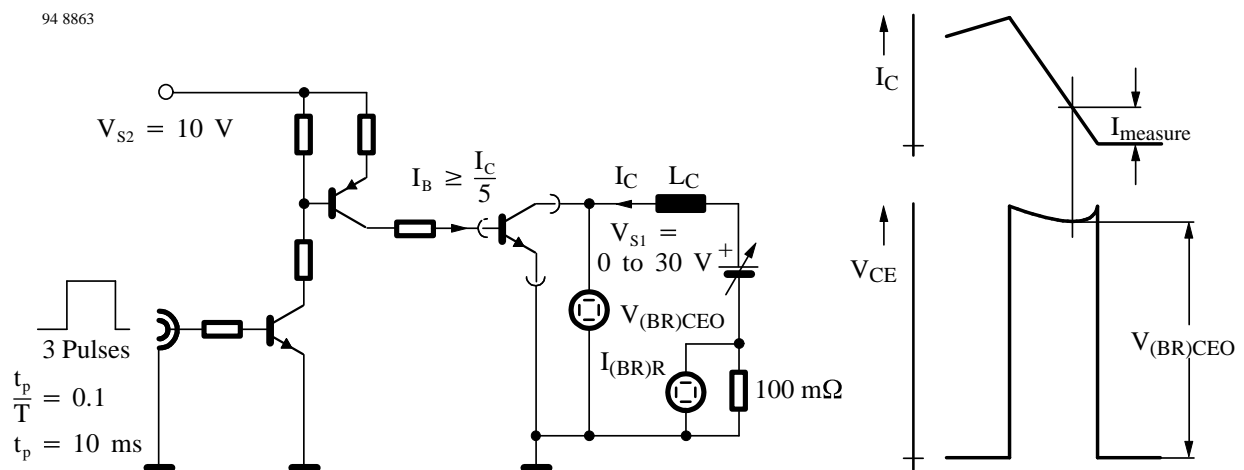 94 8863
V_S2 = 10 V
I_B ≥ I_C/5
I_C
L_C
V_S1 =
0 to 30 V
+
V_(BR)CEO
I_(BR)R
100 mΩ
3 Pulses
t_p/T = 0.1
t_p = 10 ms
I_C
I_measure
V_CE
V_(BR)CEO